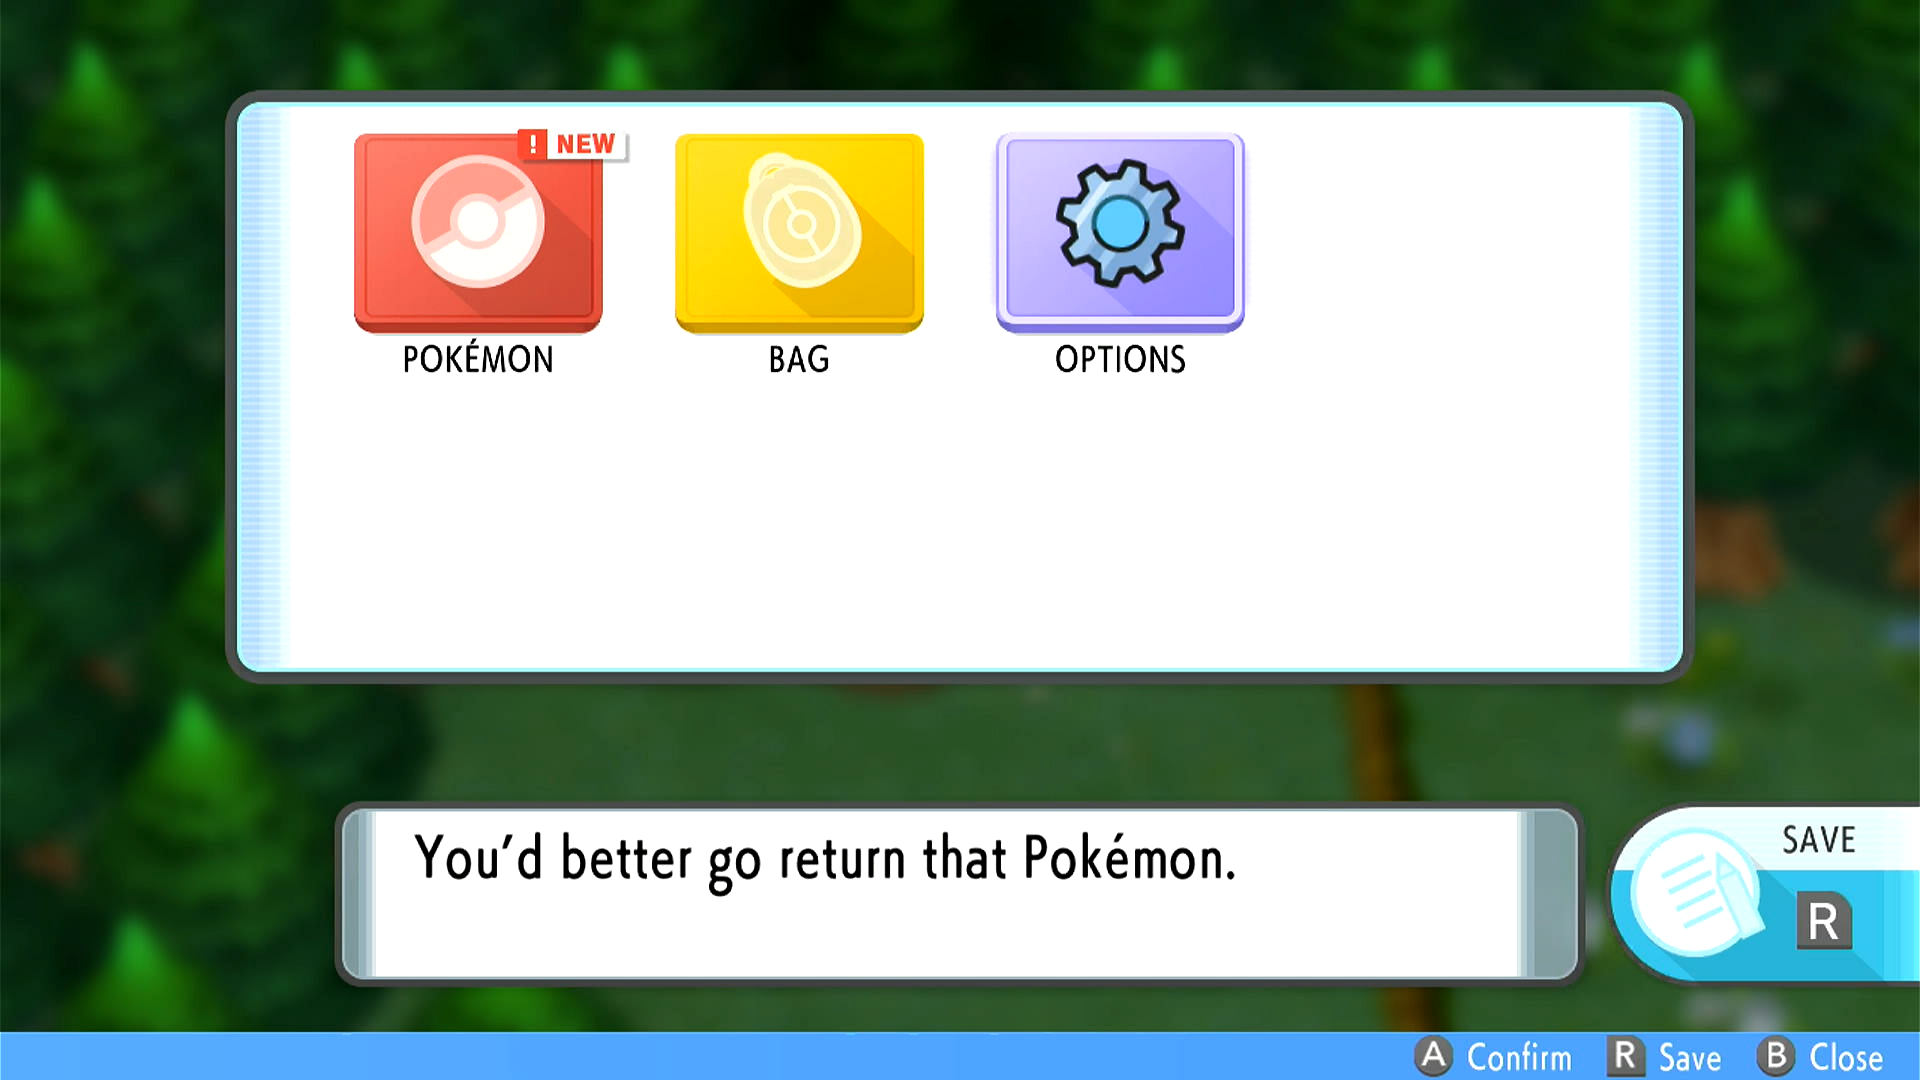 ! NEW
POKÉMON
BAG
OPTIONS
You'd better go return that Pokémon.
SAVE
R
A Confirm R Save B Close